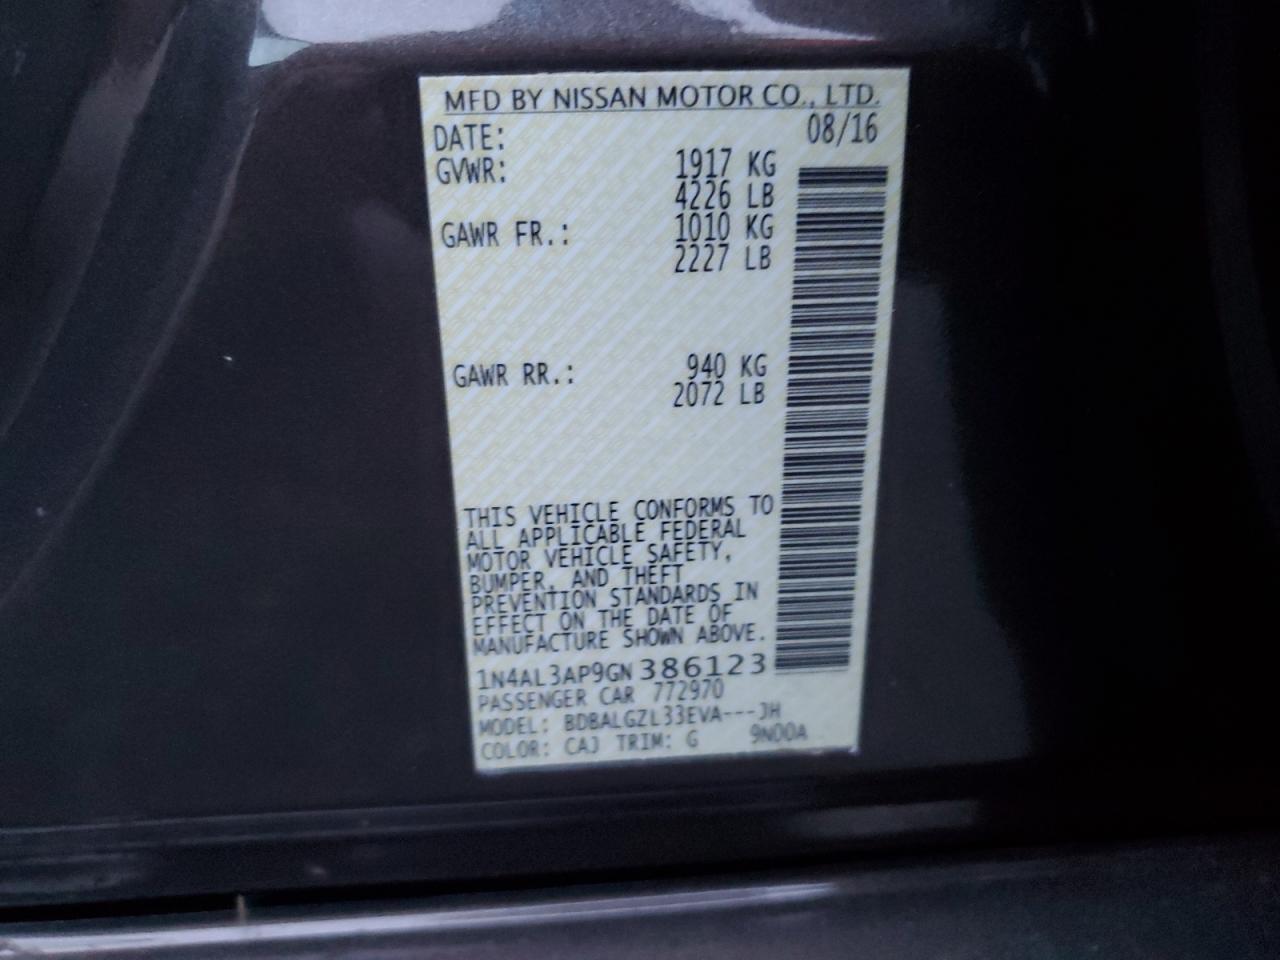 MFD BY NISSAN MOTOR CO., LTD.
DATE: 08/16
GVWR: 1917 KG
4226 LB
GAWR FR.: 1010 KG
2227 LB
GAWR RR.: 940 KG
2072 LB
THIS VEHICLE CONFORMS TO
ALL APPLICABLE FEDERAL
MOTOR VEHICLE SAFETY,
BUMPER, AND THEFT
PREVENTION STANDARDS IN
EFFECT ON THE DATE OF
MANUFACTURE SHOWN ABOVE.
1N4AL3AP9GN386123
PASSENGER CAR 772970
MODEL: BDBALGZL33EVA---JH
COLOR: CAJ TRIM: G 9N00A